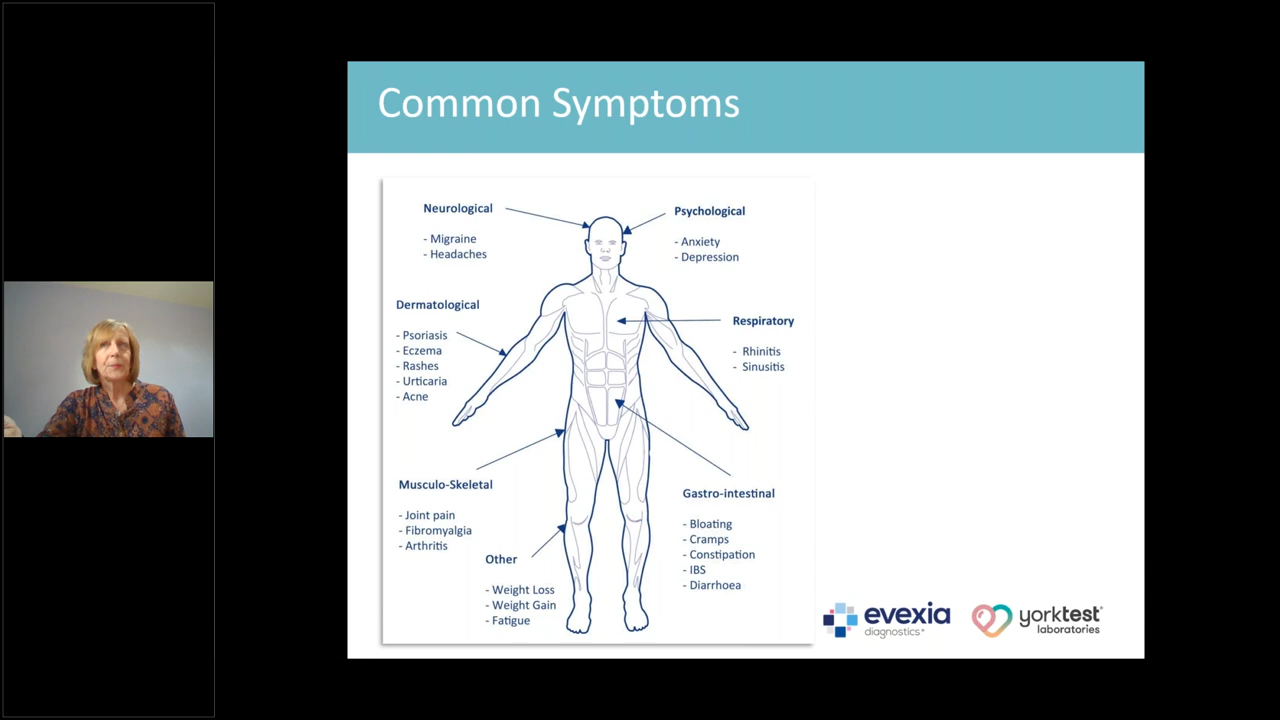 Common Symptoms
Neurological
- Migraine
- Headaches
Psychological
- Anxiety
- Depression
Dermatological
- Psoriasis
- Eczema
- Rashes
- Urticaria
- Acne
Respiratory
- Rhinitis
- Sinusitis
Musculo-Skeletal
- Joint pain
- Fibromyalgia
- Arthritis
Gastro-intestinal
- Bloating
- Cramps
- Constipation
- IBS
- Diarrhoea
Other
- Weight Loss
- Weight Gain
- Fatigue
evexia
diagnostics
yorktest
laboratories